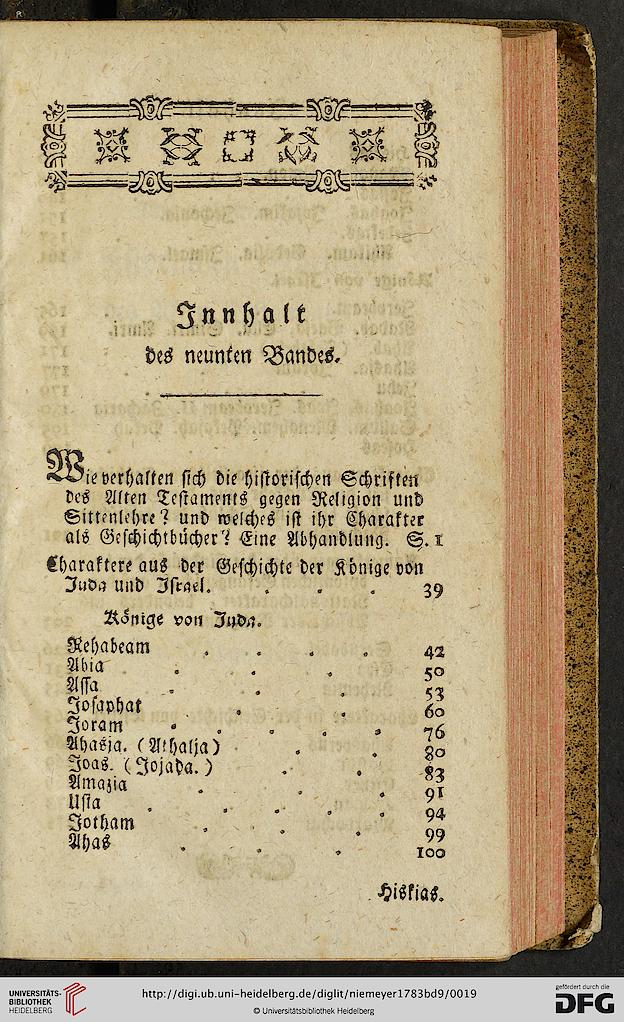 Innhalt
des neunten Bandes.
Wie verhalten sich die historischen Schriften
des Alten Testaments gegen Religion und
Sittenlehre? und welches ist ihr Charakter
als Geschichtbücher? Eine Abhandlung. S. 1
Charaktere aus der Geschichte der Könige von
Juda und Israel. 39
Könige von Juda.
Rehabeam 42
Abia 50
Assa 53
Josaphat 60
Joram 76
Ahasja. (Athalja) 80
Joas. (Jojada.) 83
Amazia 91
Usia 94
Jotham 99
Ahas 100
Hiskias.
UNIVERSITÄTS-
BIBLIOTHEK
HEIDELBERG
http://digi.ub.uni-heidelberg.de/diglit/niemeyer1783bd9/0019
© Universitätsbibliothek Heidelberg
gefördert durch die
DFG